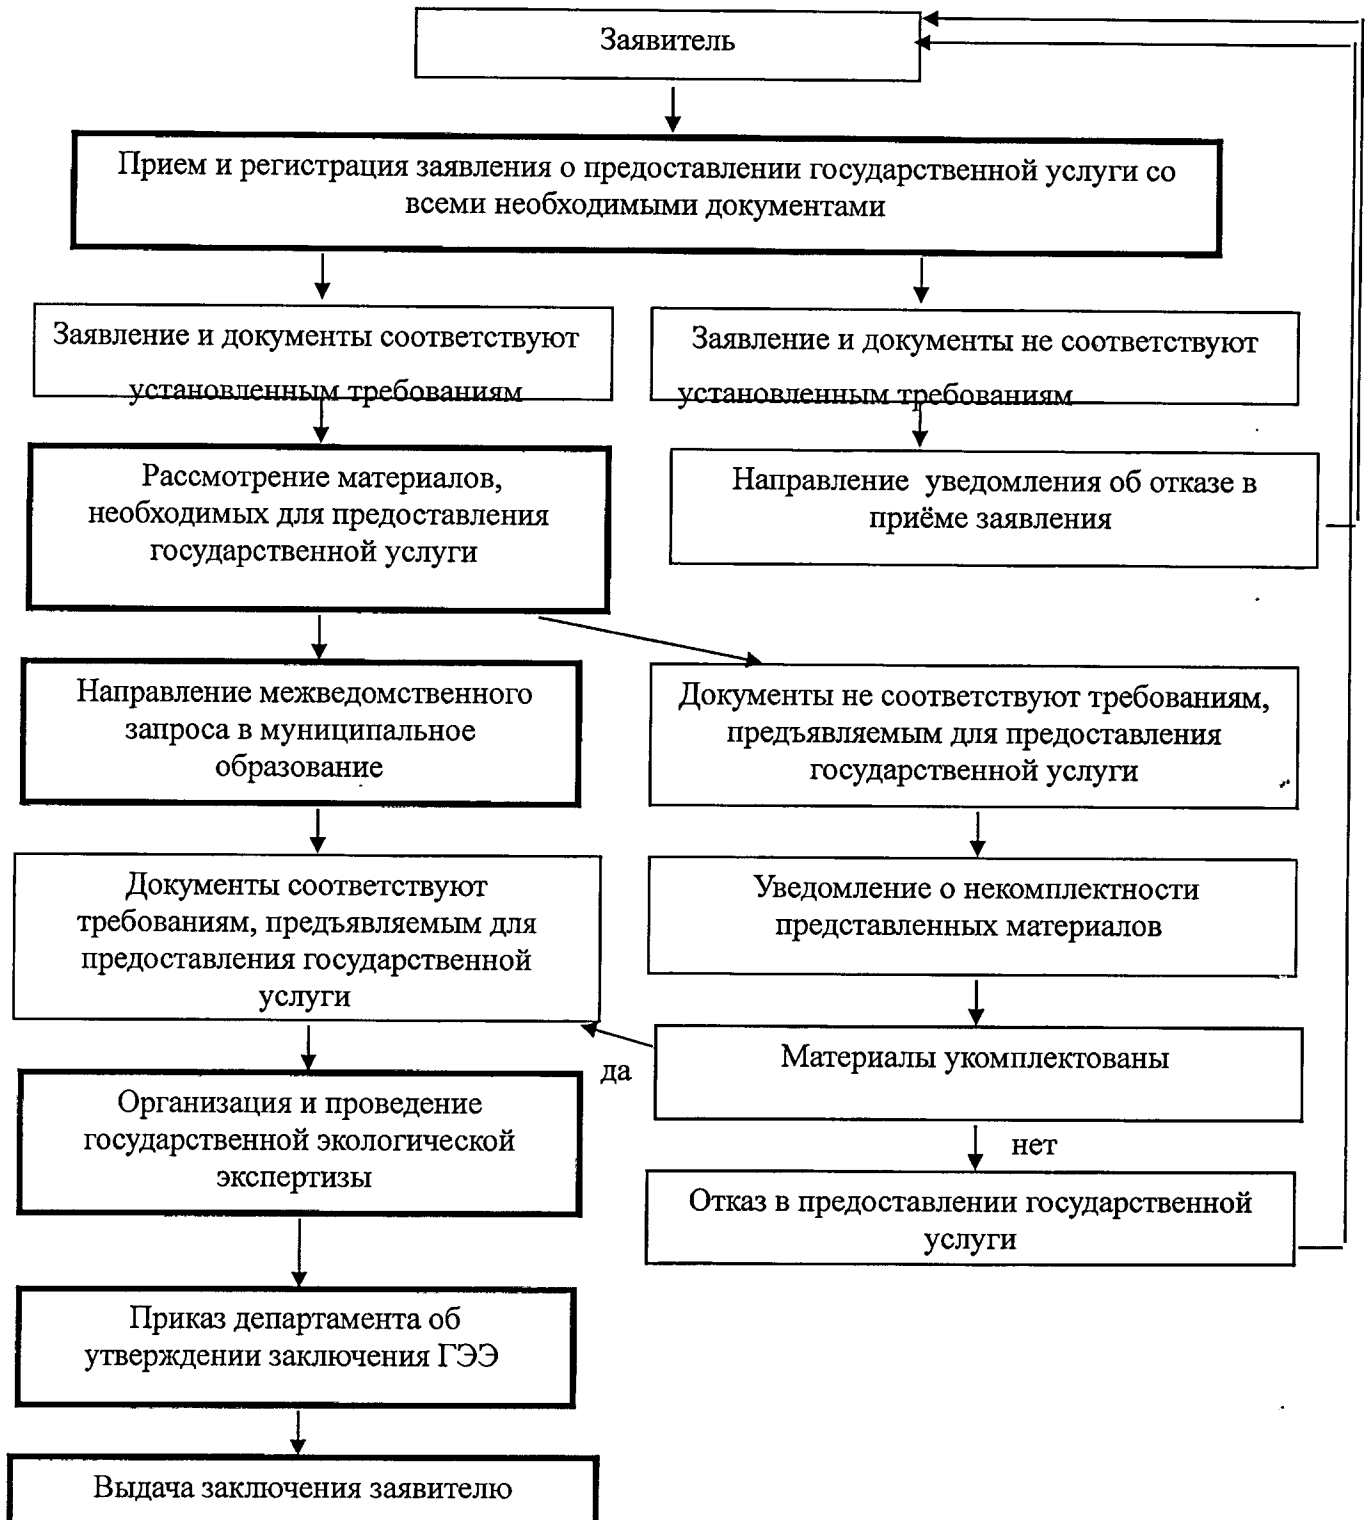 Заявитель
Прием и регистрация заявления о предоставлении государственной услуги со
всеми необходимыми документами
Заявление и документы соответствуют
установленным требованиям
Заявление и документы не соответствуют
установленным требованиям
Рассмотрение материалов,
необходимых для предоставления
государственной услуги
Направление уведомления об отказе в
приёме заявления
Направление межведомственного
запроса в муниципальное
образование
Документы не соответствуют требованиям,
предъявляемым для предоставления
государственной услуги
Документы соответствуют
требованиям, предъявляемым для
предоставления государственной
услуги
Уведомление о некомплектности
представленных материалов
Материалы укомплектованы
да
нет
Организация и проведение
государственной экологической
экспертизы
Отказ в предоставлении государственной
услуги
Приказ департамента об
утверждении заключения ГЭЭ
Выдача заключения заявителю